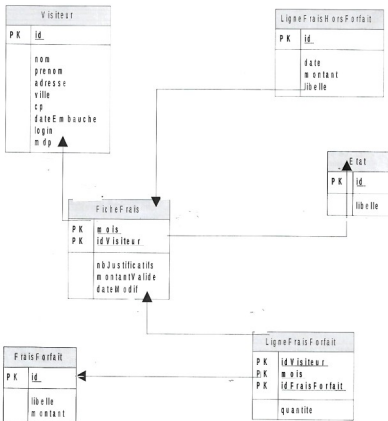 Visiteur
PK id
nom
prenom
adresse
ville
cp
dateEmbauche
login
mdp
LigneFraisHorsForfait
PK id
date
montant
libelle
Etat
PK id
libelle
FicheFrais
PK mois
PK idVisiteur
nbJustificatifs
montantValide
dateModif
FraisForfait
PK id
libelle
montant
LigneFraisForfait
PK idVisiteur
PK mois
PK idFraisForfait
quantite